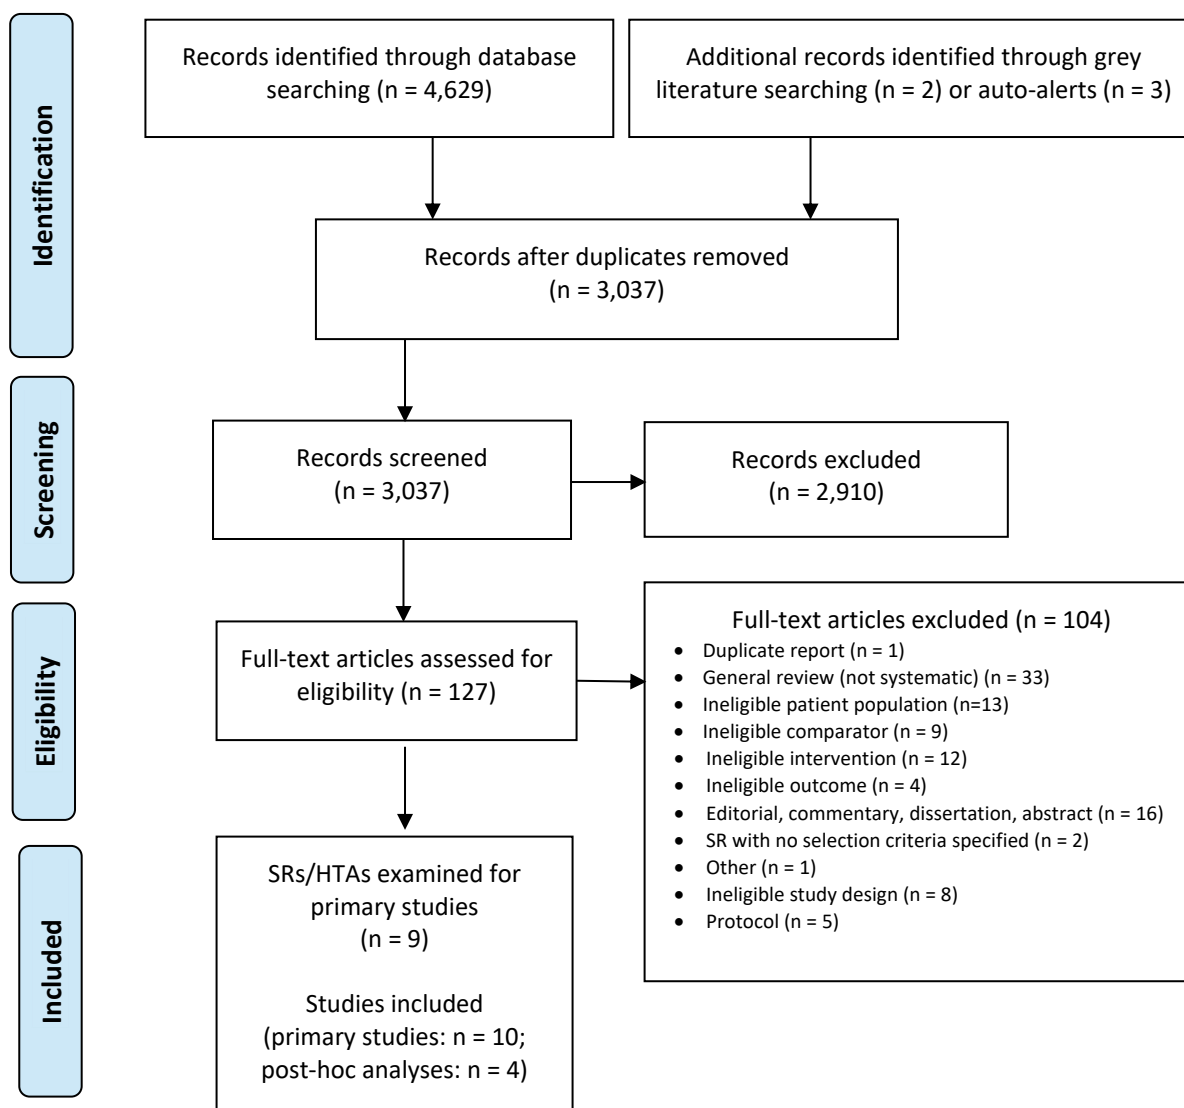 Identification
Records identified through database
searching (n = 4,629)
Additional records identified through grey
literature searching (n = 2) or auto-alerts (n = 3)
Records after duplicates removed
(n = 3,037)
Screening
Records screened
(n = 3,037)
Records excluded
(n = 2,910)
Eligibility
Full-text articles assessed for
eligibility (n = 127)
Full-text articles excluded (n = 104)
• Duplicate report (n = 1)
• General review (not systematic) (n = 33)
• Ineligible patient population (n=13)
• Ineligible comparator (n = 9)
• Ineligible intervention (n = 12)
• Ineligible outcome (n = 4)
• Editorial, commentary, dissertation, abstract (n = 16)
• SR with no selection criteria specified (n = 2)
• Other (n = 1)
• Ineligible study design (n = 8)
• Protocol (n = 5)
Included
SRs/HTAs examined for
primary studies
(n = 9)
Studies included
(primary studies: n = 10;
post-hoc analyses: n = 4)